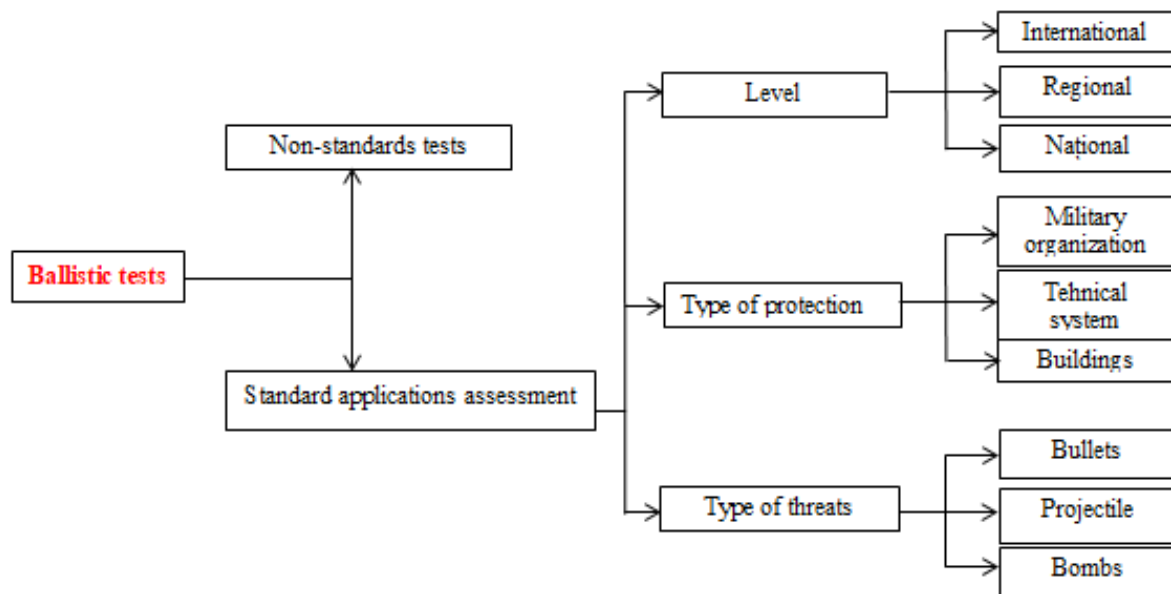 International
Level
Regional
Non-standards tests
Național
Military
organization
Ballistic tests
Type of protection
Tehnical
system
Buildings
Standard applications assessment
Bullets
Type of threats
Projectile
Bombs